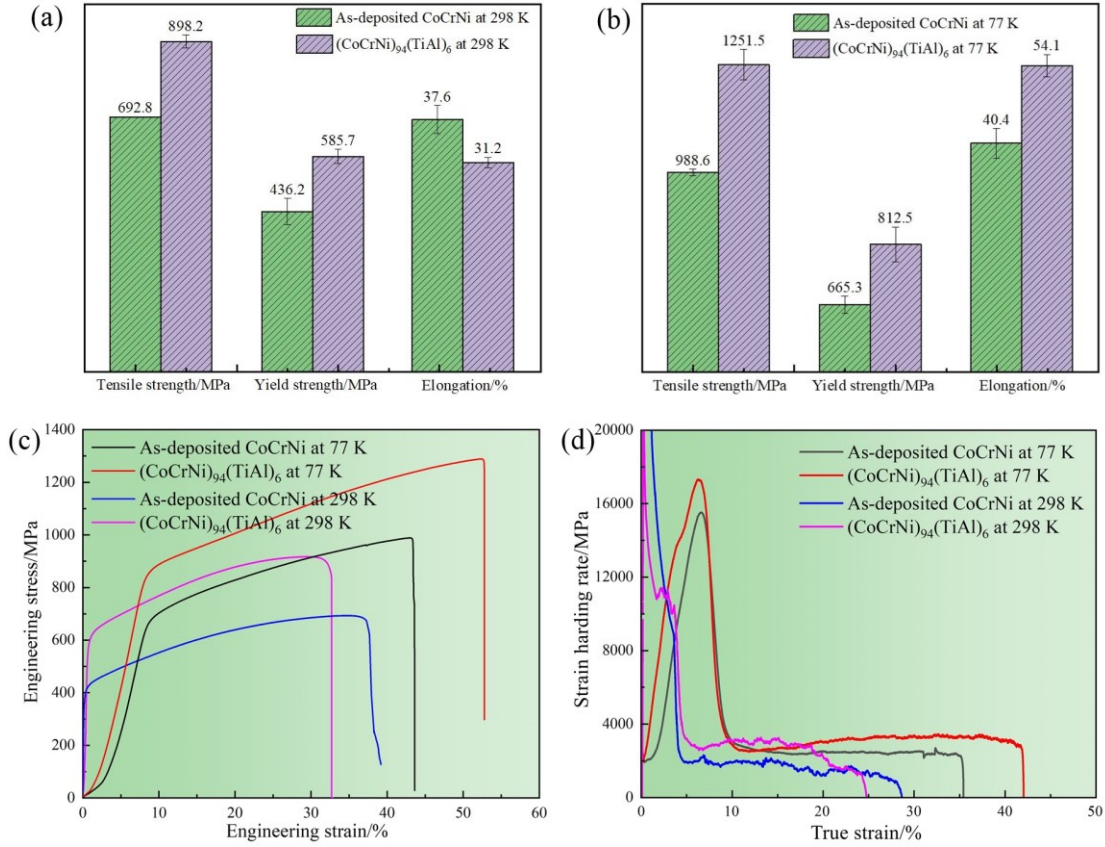 (a)
As-deposited CoCrNi at 298 K
(CoCrNi)₉₄(TiAl)₆ at 298 K
898.2
692.8
585.7
436.2
37.6
31.2
Tensile strength/MPa
Yield strength/MPa
Elongation/%
(b)
As-deposited CoCrNi at 77 K
(CoCrNi)₉₄(TiAl)₆ at 77 K
1251.5
988.6
812.5
665.3
54.1
40.4
Tensile strength/MPa
Yield strength/MPa
Elongation/%
(c)
As-deposited CoCrNi at 77 K
(CoCrNi)₉₄(TiAl)₆ at 77 K
As-deposited CoCrNi at 298 K
(CoCrNi)₉₄(TiAl)₆ at 298 K
Engineering stress/MPa
1400
1200
1000
800
600
400
200
0
0 10 20 30 40 50 60
Engineering strain/%
(d)
As-deposited CoCrNi at 77 K
(CoCrNi)₉₄(TiAl)₆ at 77 K
As-deposited CoCrNi at 298 K
(CoCrNi)₉₄(TiAl)₆ at 298 K
Strain harding rate/MPa
20000
16000
12000
8000
4000
0
0 10 20 30 40 50
True strain/%